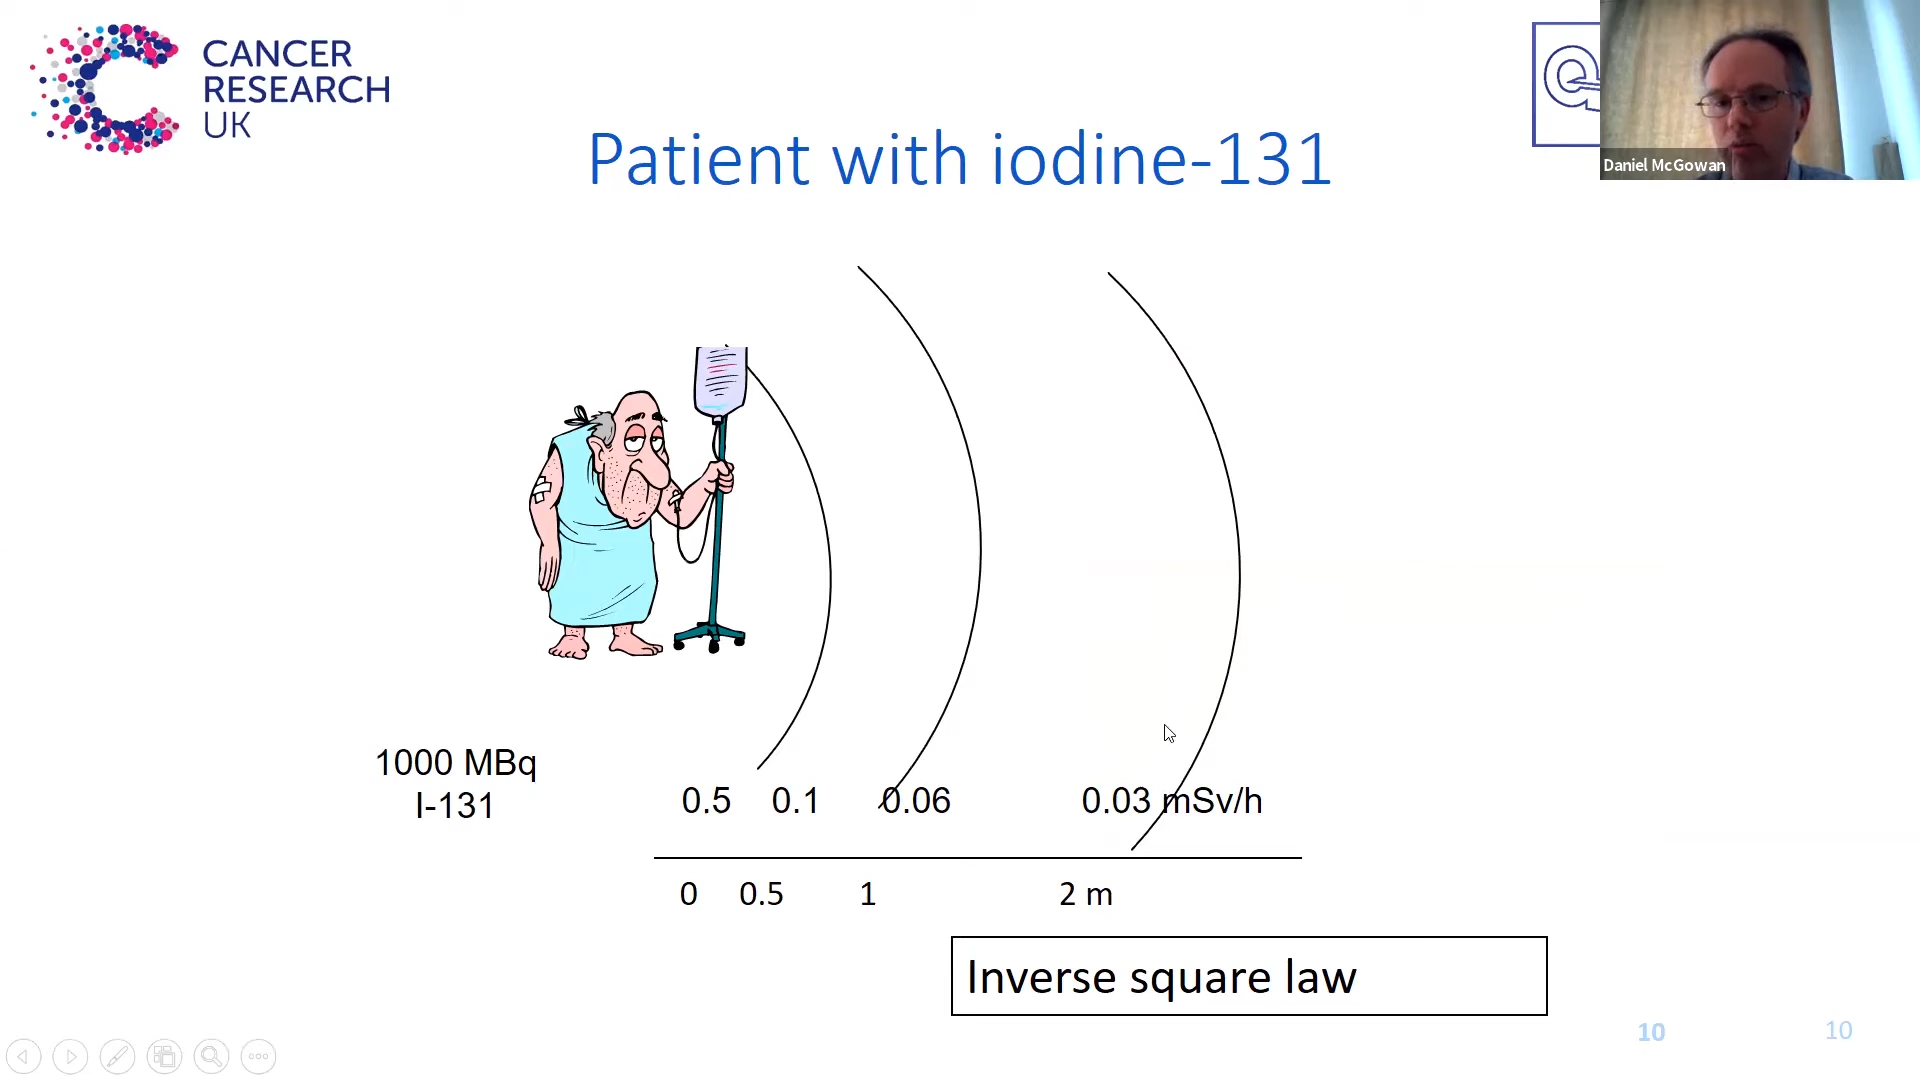 CANCER
RESEARCH
UK
Daniel McGowan
Patient with iodine-131
1000 MBq
I-131
0.5 0.1 0.06 0.03 mSv/h
0 0.5 1 2 m
Inverse square law
10 10